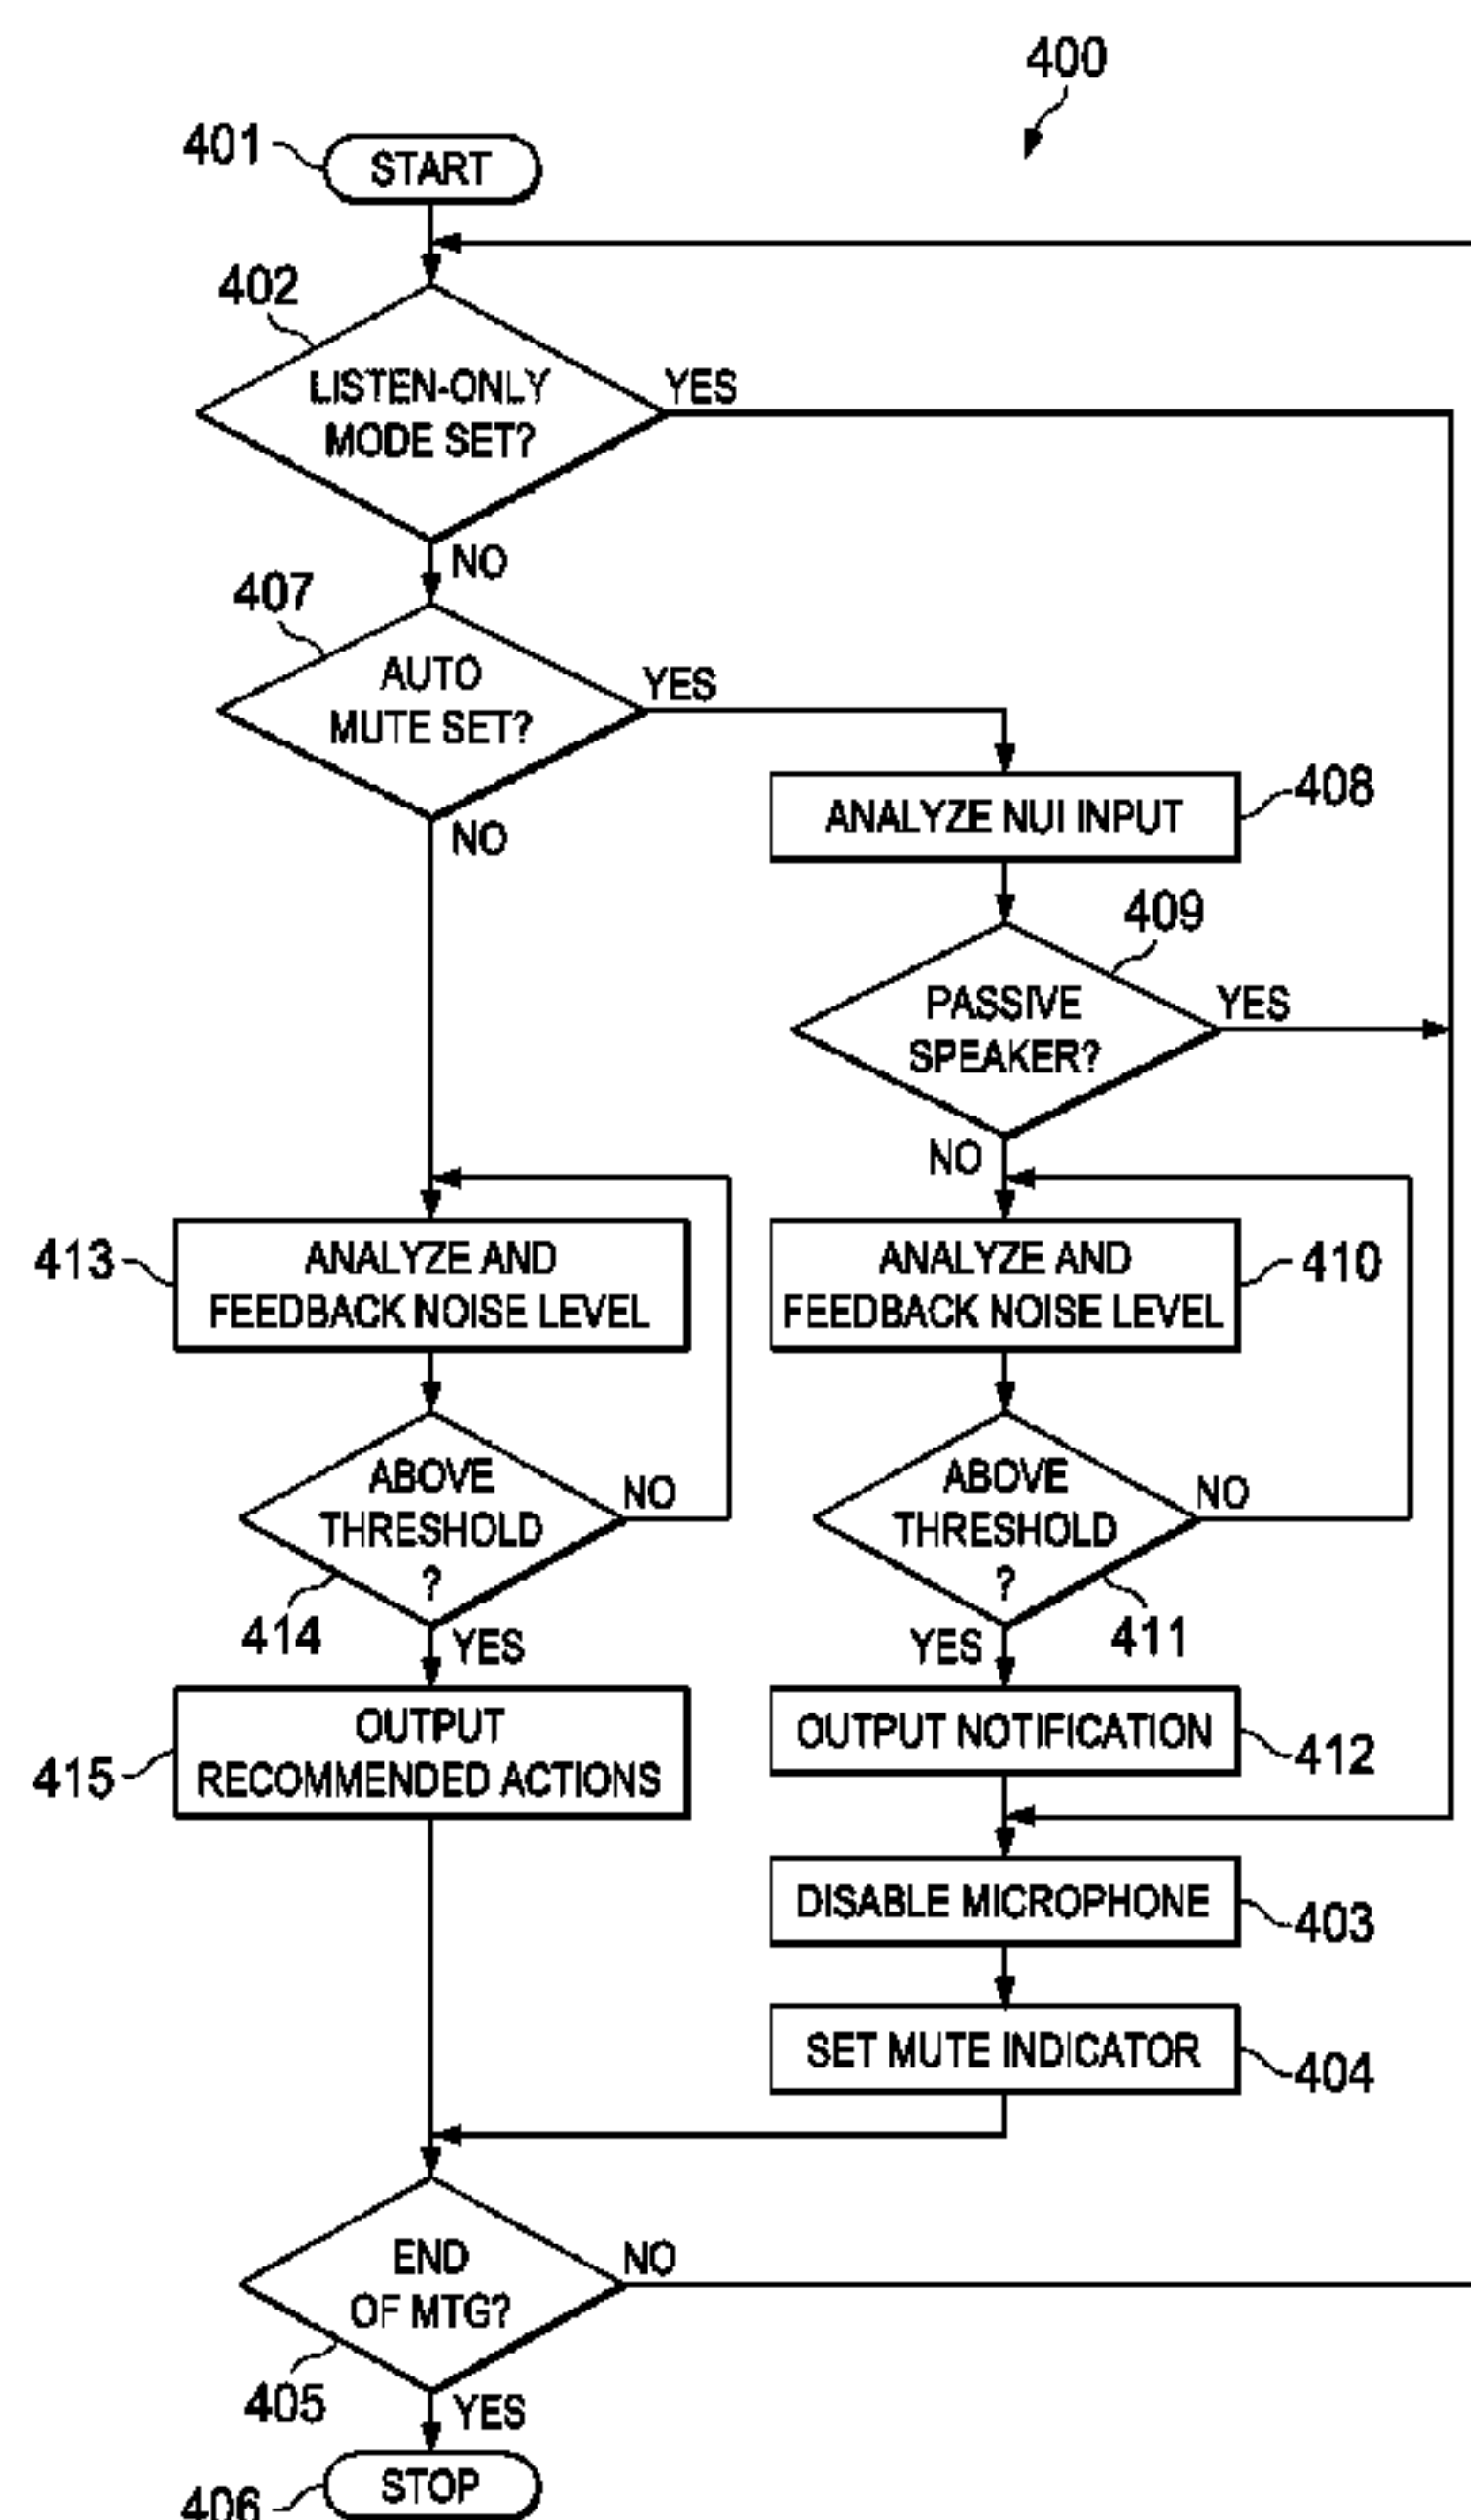 400
401
START
402
LISTEN-ONLY
MODE SET?
YES
NO
407
AUTO
MUTE SET?
YES
NO
ANALYZE NUI INPUT
408
409
PASSIVE
SPEAKER?
YES
NO
413
ANALYZE AND
FEEDBACK NOISE LEVEL
ANALYZE AND
FEEDBACK NOISE LEVEL
410
ABOVE
THRESHOLD
?
NO
414
YES
ABOVE
THRESHOLD
?
NO
411
YES
415
OUTPUT
RECOMMENDED ACTIONS
OUTPUT NOTIFICATION
412
DISABLE MICROPHONE
403
SET MUTE INDICATOR
404
END
OF MTG?
NO
405
YES
STOP
406